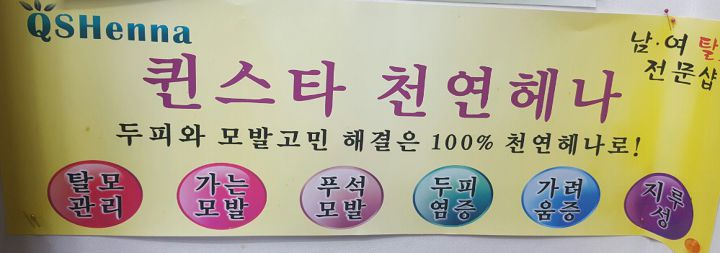 QSHenna
남·여 탈
전문샵
퀸스타 천연헤나
두피와 모발고민 해결은 100% 천연헤나로!
탈모
관리
가는
모발
푸석
모발
두피
염증
가려
움증
지루
성